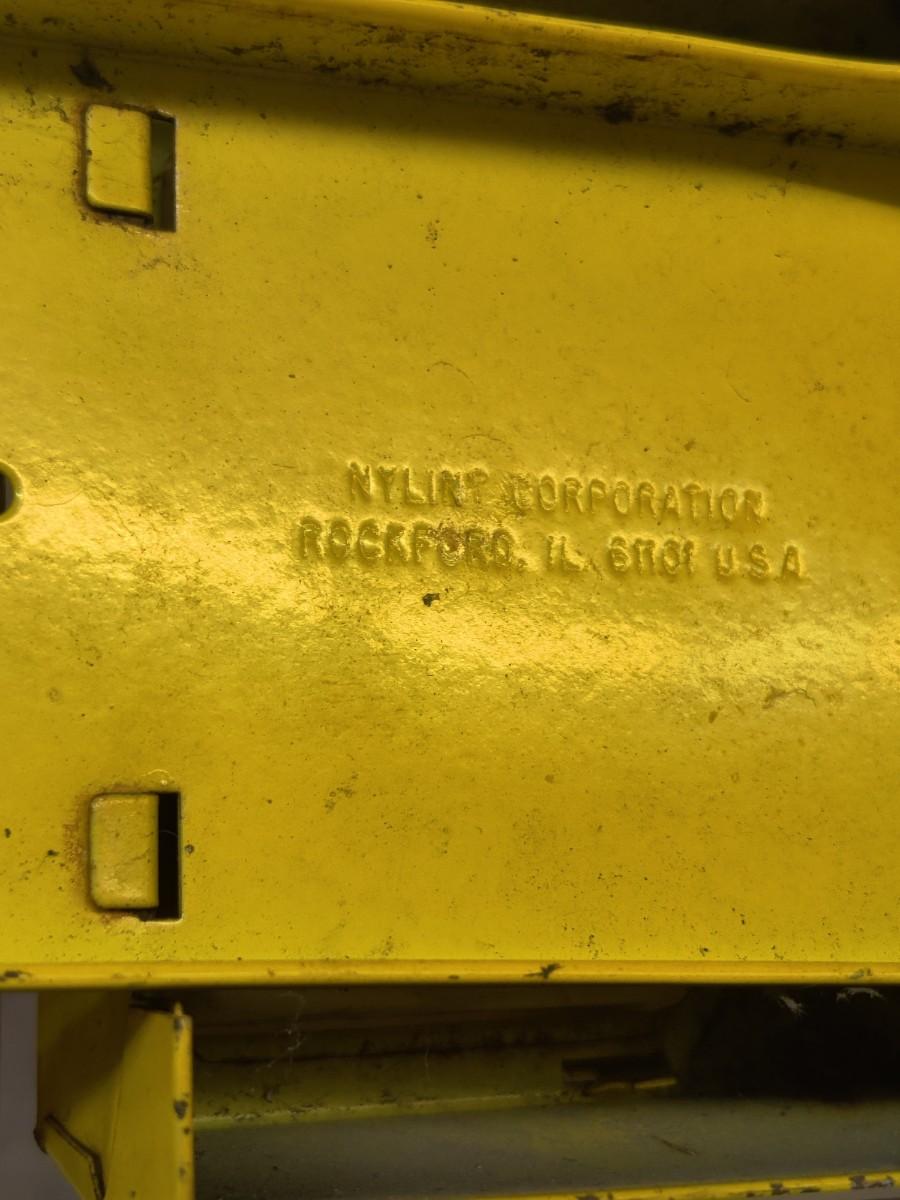 NYLINT CORPORATION
ROCKFORD, IL. 61101 U.S.A